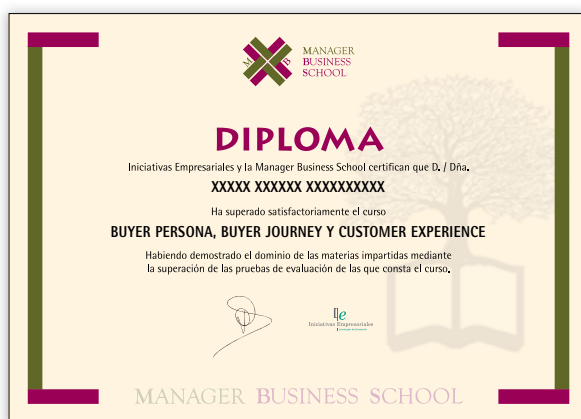 M B
MANAGER
BUSINESS
SCHOOL
DIPLOMA
Iniciativas Empresariales y la Manager Business School certifican que D. / Dña.
XXXXX XXXXXX XXXXXXXXXX
Ha superado satisfactoriamente el curso
BUYER PERSONA, BUYER JOURNEY Y CUSTOMER EXPERIENCE
Habiendo demostrado el dominio de las materias impartidas mediante
la superación de las pruebas de evaluación de las que consta el curso.
Ie
Iniciativas Empresariales
MANAGER BUSINESS SCHOOL